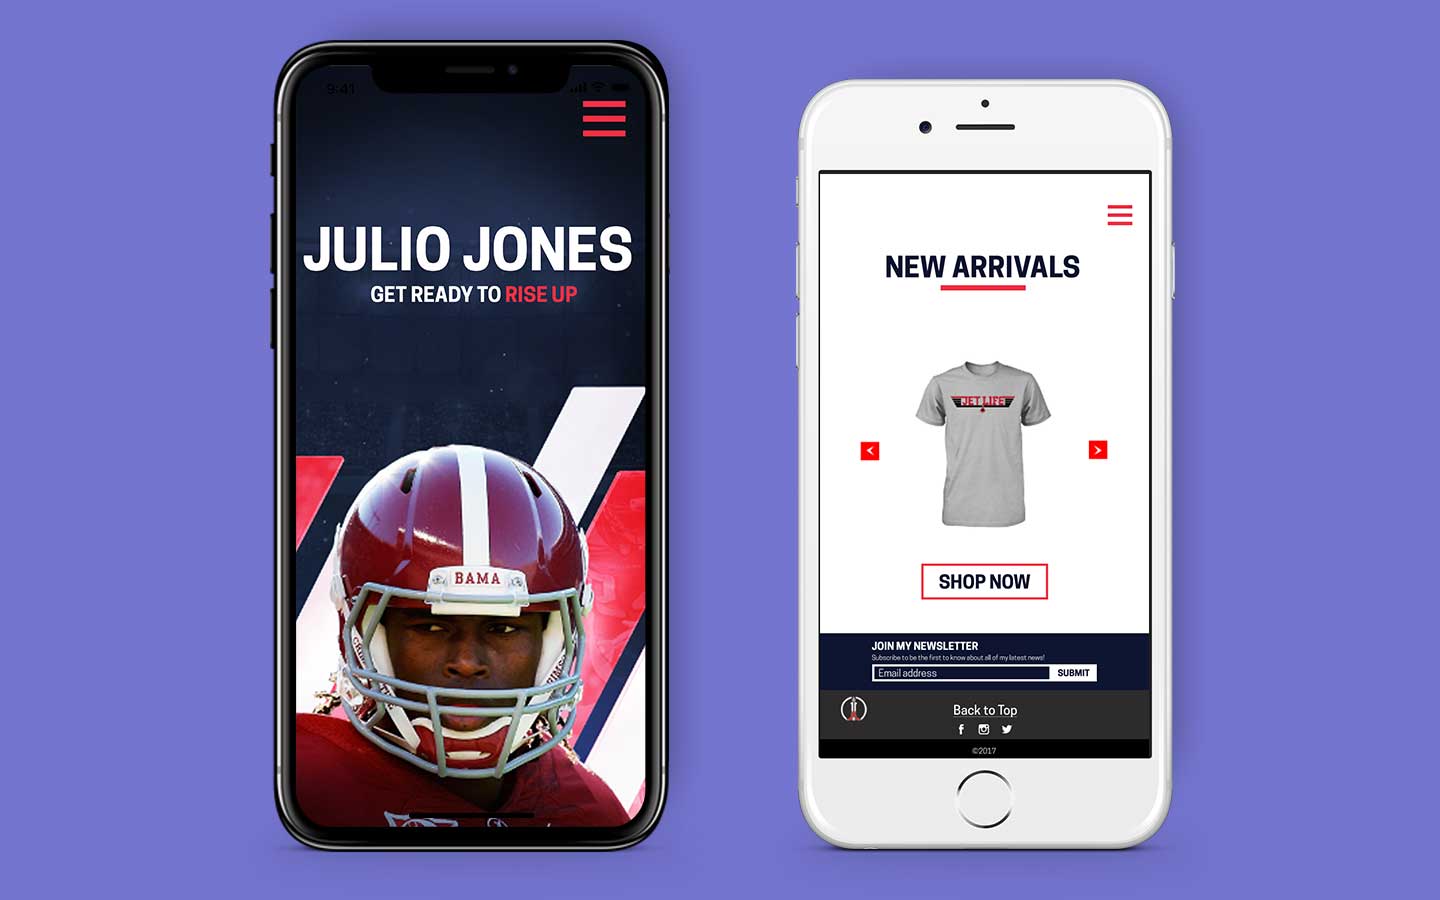 9:41
JULIO JONES
GET READY TO RISE UP
BAMA
NEW ARRIVALS
JET LIFE
SHOP NOW
JOIN MY NEWSLETTER
Subscribe to be the first to know about all of my latest news!
Email address
SUBMIT
Back to Top
©2017